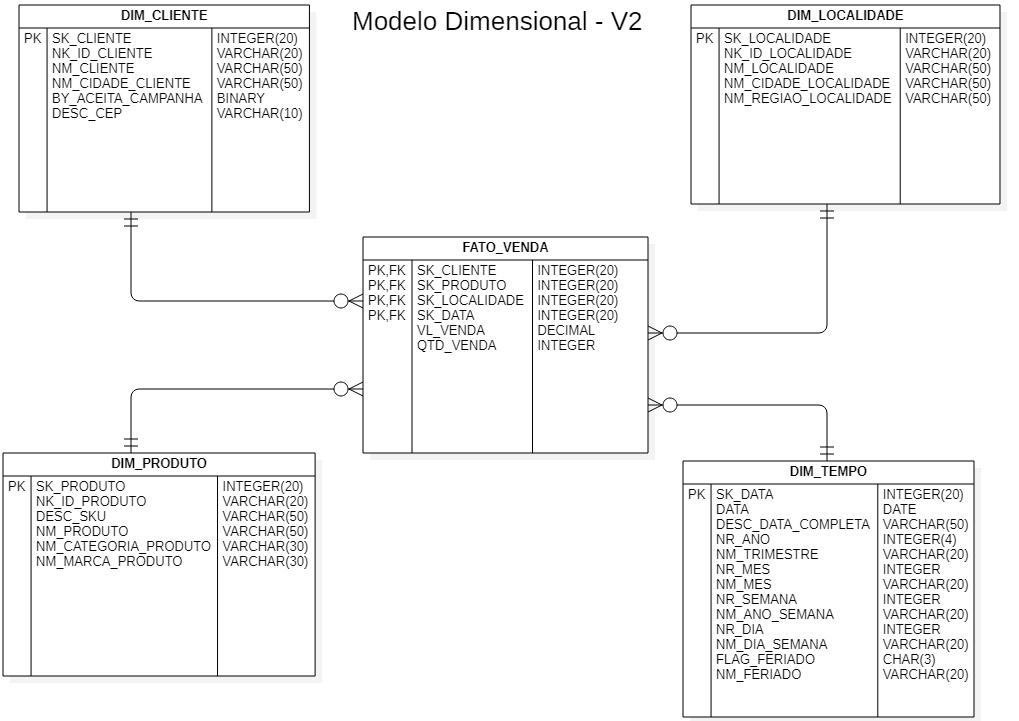 Modelo Dimensional - V2
DIM_CLIENTE
PK SK_CLIENTE INTEGER(20)
NK_ID_CLIENTE VARCHAR(20)
NM_CLIENTE VARCHAR(50)
NM_CIDADE_CLIENTE VARCHAR(50)
BY_ACEITA_CAMPANHA BINARY
DESC_CEP VARCHAR(10)
DIM_LOCALIDADE
PK SK_LOCALIDADE INTEGER(20)
NK_ID_LOCALIDADE VARCHAR(20)
NM_LOCALIDADE VARCHAR(50)
NM_CIDADE_LOCALIDADE VARCHAR(50)
NM_REGIAO_LOCALIDADE VARCHAR(50)
FATO_VENDA
PK,FK SK_CLIENTE INTEGER(20)
PK,FK SK_PRODUTO INTEGER(20)
PK,FK SK_LOCALIDADE INTEGER(20)
PK,FK SK_DATA INTEGER(20)
VL_VENDA DECIMAL
QTD_VENDA INTEGER
DIM_PRODUTO
PK SK_PRODUTO INTEGER(20)
NK_ID_PRODUTO VARCHAR(20)
DESC_SKU VARCHAR(50)
NM_PRODUTO VARCHAR(50)
NM_CATEGORIA_PRODUTO VARCHAR(30)
NM_MARCA_PRODUTO VARCHAR(30)
DIM_TEMPO
PK SK_DATA INTEGER(20)
DATA DATE
DESC_DATA_COMPLETA VARCHAR(50)
NR_ANO INTEGER(4)
NM_TRIMESTRE VARCHAR(20)
NR_MES INTEGER
NM_MES VARCHAR(20)
NR_SEMANA INTEGER
NM_ANO_SEMANA VARCHAR(20)
NR_DIA INTEGER
NM_DIA_SEMANA VARCHAR(20)
FLAG_FERIADO CHAR(3)
NM_FERIADO VARCHAR(20)